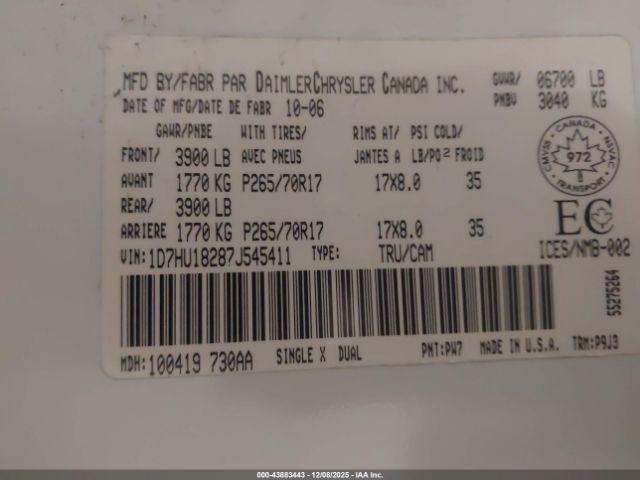 MFD BY/FABR PAR DAIMLERCHRYSLER CANADA INC. GVWR/ 06700 LB
DATE OF MFG/DATE DE FABR 10-06 PNBV 3040 KG
GAWR/PNBE WITH TIRES/ RIMS AT/ PSI COLD/
FRONT/ 3900 LB AVEC PNEUS JANTES A LB/PO2 FROID
AVANT 1770 KG P265/70R17 17X8.0 35
REAR/ 3900 LB
ARRIERE 1770 KG P265/70R17 17X8.0 35
CANADA
CMVSS NSVAC
972
TRANSPORT
EC
ICES/NMB-002
VIN: 1D7HU18287J545411 TYPE: TRU/CAM
55275264
MDH: 100419 730AA SINGLE X DUAL PNT: PW7 MADE IN U.S.A. TRM: P9J3
000-43883443 - 12/08/2025 - IAA Inc.